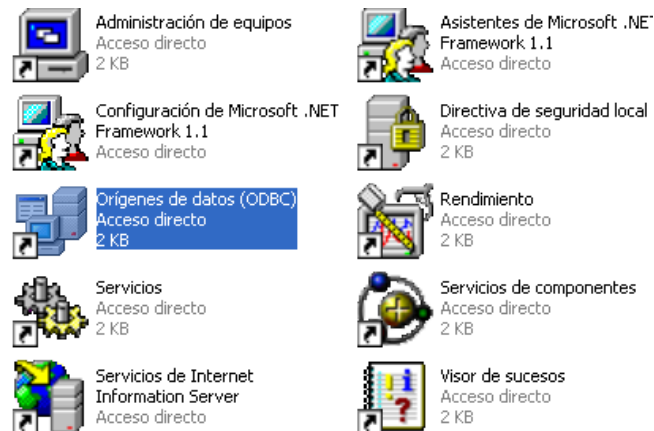 Administración de equipos
Acceso directo
2 KB
Asistentes de Microsoft .NET
Framework 1.1
Acceso directo
Configuración de Microsoft .NET
Framework 1.1
Acceso directo
Directiva de seguridad local
Acceso directo
2 KB
Orígenes de datos (ODBC)
Acceso directo
2 KB
Rendimiento
Acceso directo
2 KB
Servicios
Acceso directo
2 KB
Servicios de componentes
Acceso directo
2 KB
Servicios de Internet
Information Server
Acceso directo
Visor de sucesos
Acceso directo
2 KB